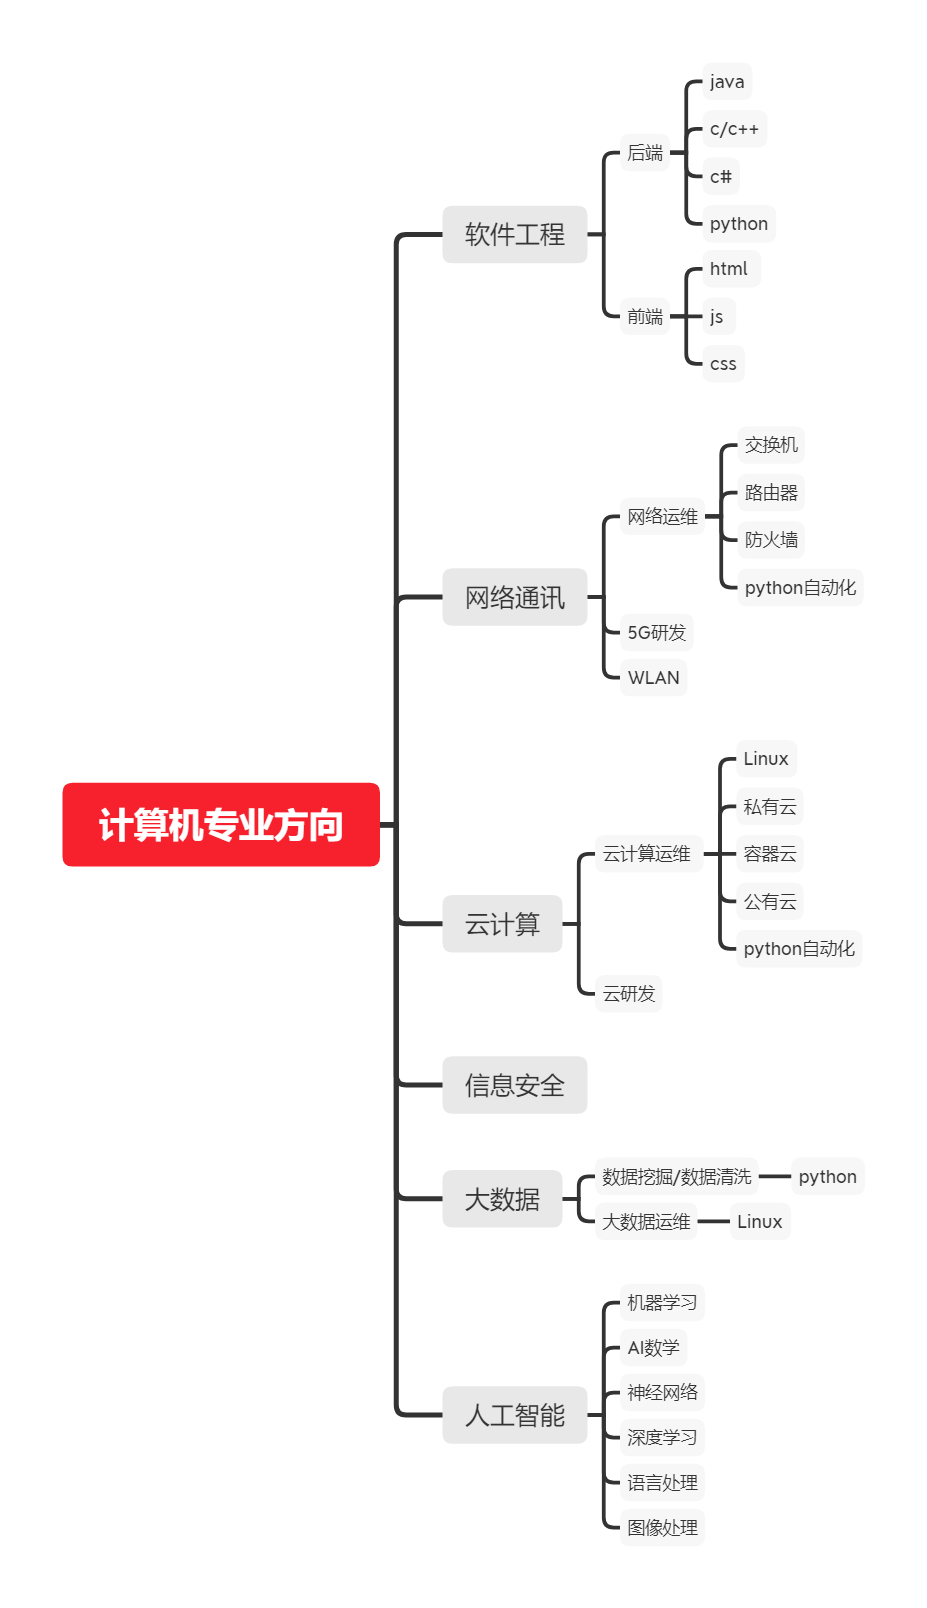 计算机专业方向
软件工程
后端
java
c/c++
c#
python
前端
html
js
css
网络通讯
网络运维
交换机
路由器
防火墙
python自动化
5G研发
WLAN
云计算
云计算运维
Linux
私有云
容器云
公有云
python自动化
云研发
信息安全
大数据
数据挖掘/数据清洗
python
大数据运维
Linux
人工智能
机器学习
AI数学
神经网络
深度学习
语言处理
图像处理